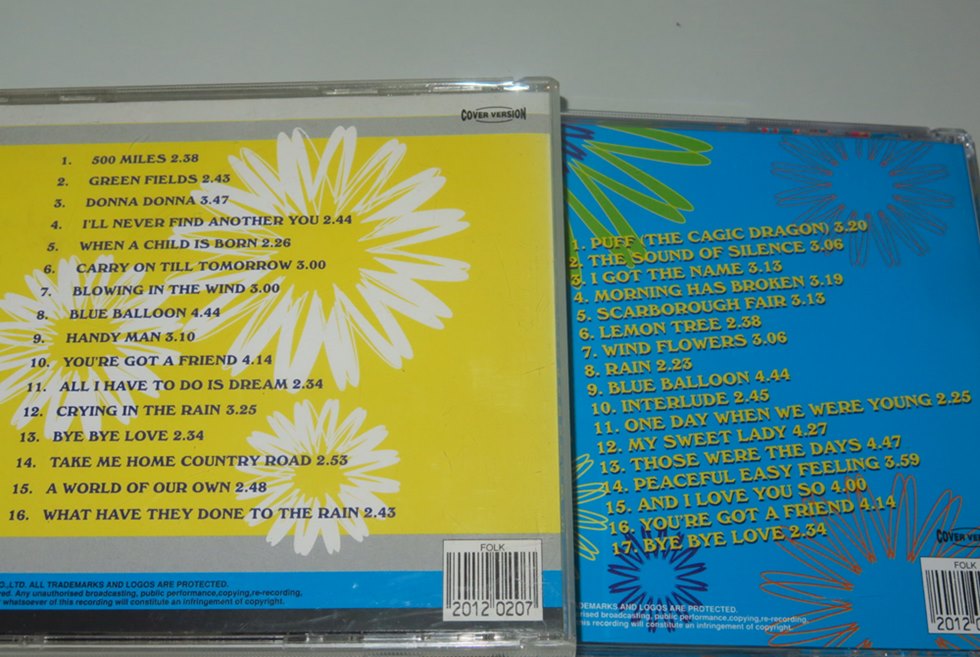 COVER VERSION
1. 500 MILES 2.38
2. GREEN FIELDS 2.43
3. DONNA DONNA 3.47
4. I'LL NEVER FIND ANOTHER YOU 2.44
5. WHEN A CHILD IS BORN 2.26
6. CARRY ON TILL TOMORROW 3.00
7. BLOWING IN THE WIND 3.00
8. BLUE BALLOON 4.44
9. HANDY MAN 3.10
10. YOU'RE GOT A FRIEND 4.14
11. ALL I HAVE TO DO IS DREAM 2.34
12. CRYING IN THE RAIN 3.25
13. BYE BYE LOVE 2.34
14. TAKE ME HOME COUNTRY ROAD 2.53
15. A WORLD OF OUR OWN 2.48
16. WHAT HAVE THEY DONE TO THE RAIN 2.43
FOLK
2012 0207
CO.,LTD. ALL TRADEMARKS AND LOGOS ARE PROTECTED.
Any unauthorised broadcasting, public performance,copying,re-recording,
whatsoever of this recording will constitute an infringement of copyright.
1. PUFF (THE CAGIC DRAGON) 3.20
2. THE SOUND OF SILENCE 3.06
3. I GOT THE NAME 3.13
4. MORNING HAS BROKEN 3.19
5. SCARBOROUGH FAIR 3.13
6. LEMON TREE 2.38
7. WIND FLOWERS 3.06
8. RAIN 2.23
9. BLUE BALLOON 4.44
10. INTERLUDE 2.45
11. ONE DAY WHEN WE WERE YOUNG 2.25
12. MY SWEET LADY 4.27
13. THOSE WERE THE DAYS 4.47
14. PEACEFUL EASY FEELING 3.59
15. AND I LOVE YOU SO 4.00
16. YOU'RE GOT A FRIEND 4.14
17. BYE BYE LOVE 2.34
COVER
FOLK
2012
AND LOGOS ARE PROTECTED.
broadcasting, public performance,copying,re-recording,
this recording will constitute an infringement of copyright.